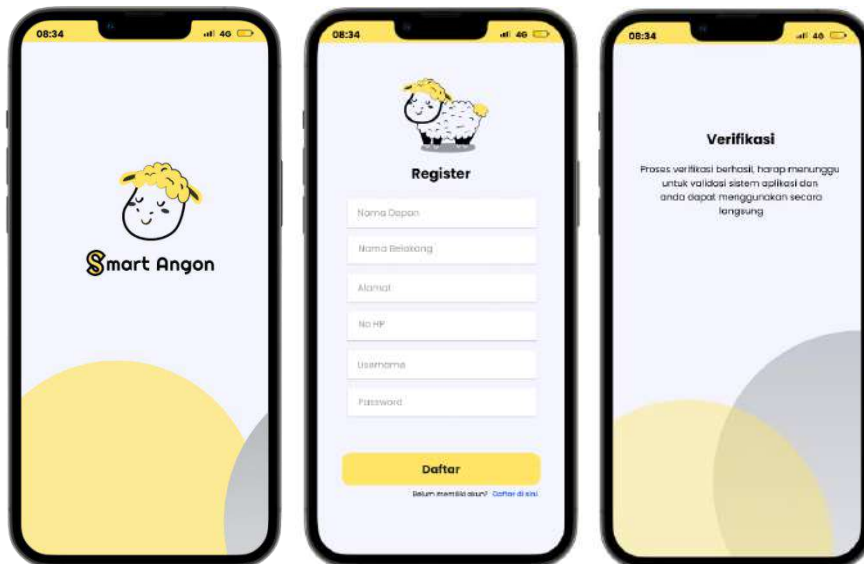 08:34
4G
Smart Angon
08:34
4G
Register
Nama Depan
Nama Belakang
Alamat
No HP
Username
Password
Daftar
Belum memiliki akun? Daftar di sini
08:34
4G
Verifikasi
Proses verifikasi berhasil, harap menunggu
untuk validasi sistem aplikasi dan
anda dapat menggunakan secara
langsung